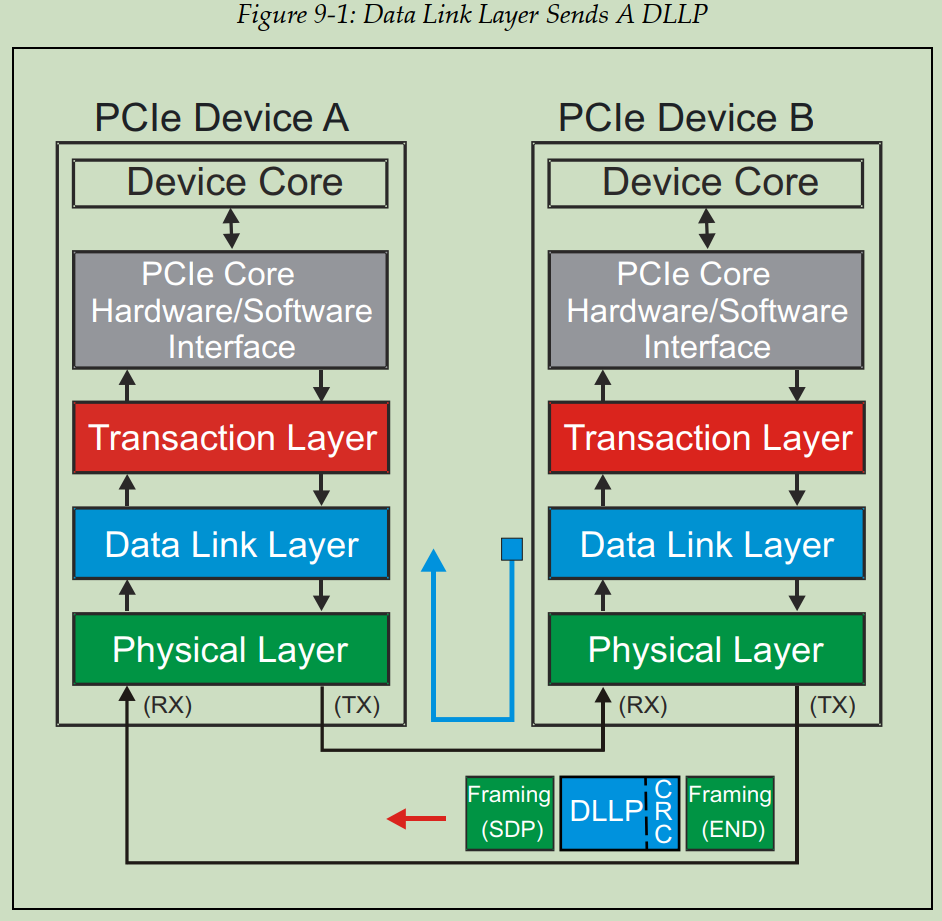 Figure 9-1: Data Link Layer Sends A DLLP
PCIe Device A
PCIe Device B
Device Core
Device Core
PCIe Core
Hardware/Software
Interface
PCIe Core
Hardware/Software
Interface
Transaction Layer
Transaction Layer
Data Link Layer
Data Link Layer
Physical Layer
Physical Layer
(RX)
(TX)
(RX)
(TX)
Framing
(SDP)
DLLP
C
R
C
Framing
(END)